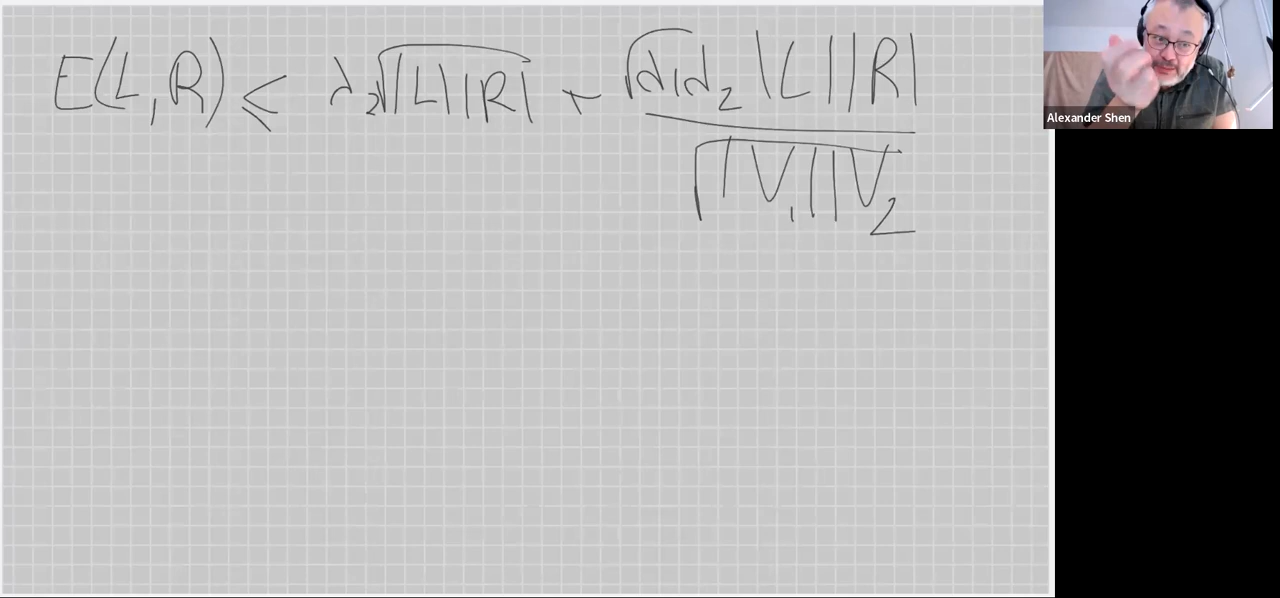 E(L,R) ≤ λ₂√|L||R| + √d₁d₂ |L||R|
√|V₁||V₂
Alexander Shen